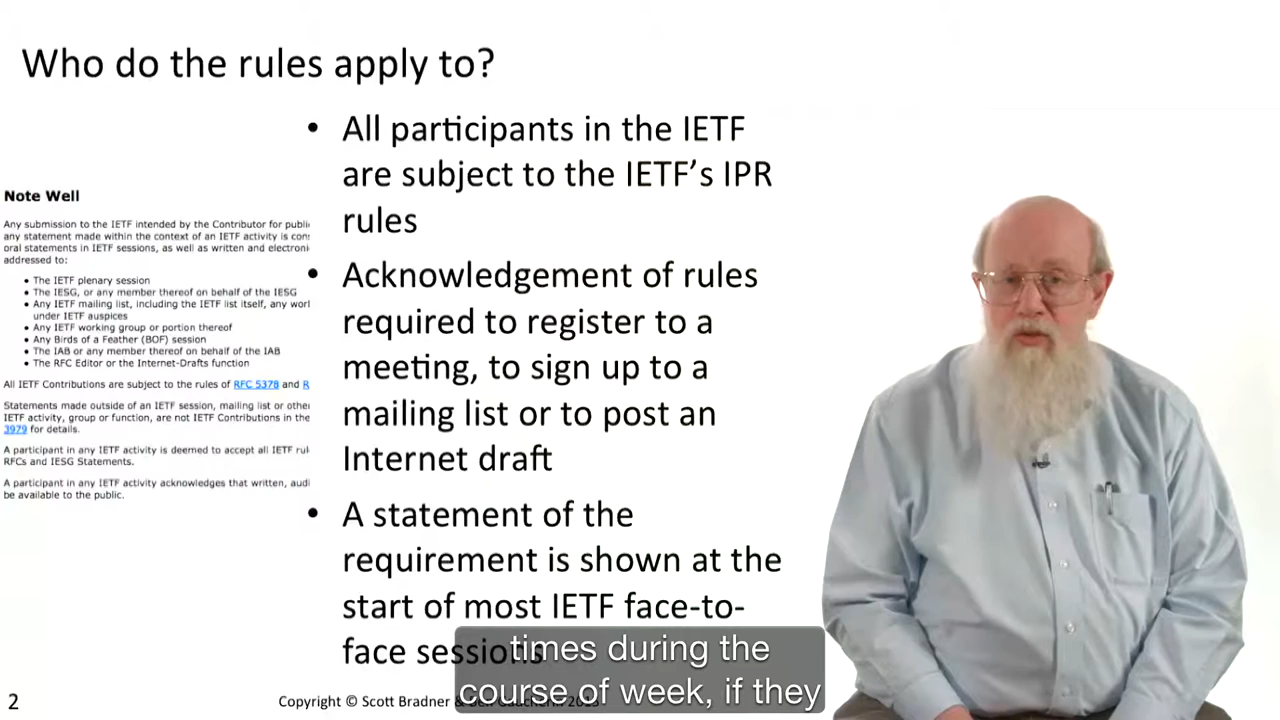 Who do the rules apply to?
• All participants in the IETF
are subject to the IETF’s IPR
rules
• Acknowledgement of rules
required to register to a
meeting, to sign up to a
mailing list or to post an
Internet draft
• A statement of the
requirement is shown at the
start of most IETF face-to-
face sessions
Note Well
Any submission to the IETF intended by the Contributor for publi
any statement made within the context of an IETF activity is con
oral statements in IETF sessions, as well as written and electroni
addressed to:
• The IETF plenary session
• The IESG, or any member thereof on behalf of the IESG
• Any IETF mailing list, including the IETF list itself, any worl
under IETF auspices
• Any IETF working group or portion thereof
• Any Birds of a Feather (BOF) session
• The IAB or any member thereof on behalf of the IAB
• The RFC Editor or the Internet-Drafts function
All IETF Contributions are subject to the rules of RFC 5378 and R
Statements made outside of an IETF session, mailing list or other
IETF activity, group or function, are not IETF Contributions in the
3979 for details.
A participant in any IETF activity is deemed to accept all IETF rul
RFCs and IESG Statements.
A participant in any IETF activity acknowledges that written, audi
be available to the public.
times during the
course of week, if they
2
Copyright © Scott Bradner &